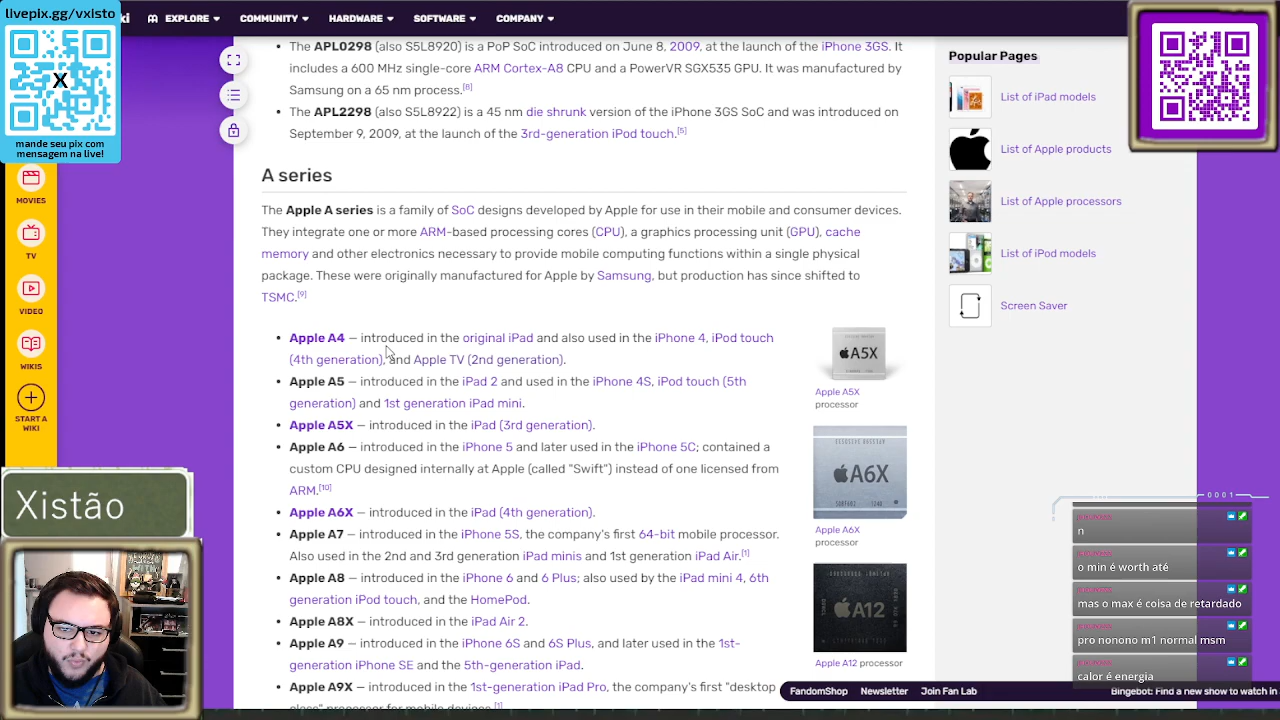 livepix.gg/vxisto
X
mande seu pix com
mensagem na live!
ki
EXPLORE
COMMUNITY
HARDWARE
SOFTWARE
COMPANY
MOVIES
TV
VIDEO
WIKIS
START A
WIKI
• The APL0298 (also S5L8920) is a PoP SoC introduced on June 8, 2009, at the launch of the iPhone 3GS. It
includes a 600 MHz single-core ARM Cortex-A8 CPU and a PowerVR SGX535 GPU. It was manufactured by
Samsung on a 65 nm process.[8]
• The APL2298 (also S5L8922) is a 45 nm die shrunk version of the iPhone 3GS SoC and was introduced on
September 9, 2009, at the launch of the 3rd-generation iPod touch.[5]
A series
The Apple A series is a family of SoC designs developed by Apple for use in their mobile and consumer devices.
They integrate one or more ARM-based processing cores (CPU), a graphics processing unit (GPU), cache
memory and other electronics necessary to provide mobile computing functions within a single physical
package. These were originally manufactured for Apple by Samsung, but production has since shifted to
TSMC.[9]
• Apple A4 — introduced in the original iPad and also used in the iPhone 4, iPod touch
(4th generation), and Apple TV (2nd generation).
• Apple A5 — introduced in the iPad 2 and used in the iPhone 4S, iPod touch (5th
generation) and 1st generation iPad mini.
• Apple A5X — introduced in the iPad (3rd generation).
• Apple A6 — introduced in the iPhone 5 and later used in the iPhone 5C; contained a
custom CPU designed internally at Apple (called "Swift") instead of one licensed from
ARM.[10]
• Apple A6X — introduced in the iPad (4th generation).
• Apple A7 — introduced in the iPhone 5S, the company's first 64-bit mobile processor.
Also used in the 2nd and 3rd generation iPad minis and 1st generation iPad Air.[1]
• Apple A8 — introduced in the iPhone 6 and 6 Plus; also used by the iPad mini 4, 6th
generation iPod touch, and the HomePod.
• Apple A8X — introduced in the iPad Air 2.
• Apple A9 — introduced in the iPhone 6S and 6S Plus, and later used in the 1st-
generation iPhone SE and the 5th-generation iPad.
• Apple A9X — introduced in the 1st-generation iPad Pro, the company's first "desktop
class" processor for mobile devices.[1]
A5X
Apple A5X
processor
A6X
Apple A6X
processor
A12
Apple A12 processor
Popular Pages
List of iPad models
List of Apple products
List of Apple processors
List of iPod models
Screen Saver
Xistão
0001
n
o min é worth até
mas o max é coisa de retardado
pro nonono m1 normal msm
calor é energia
FandomShop
Newsletter
Join Fan Lab
Bingebot: Find a new show to watch in